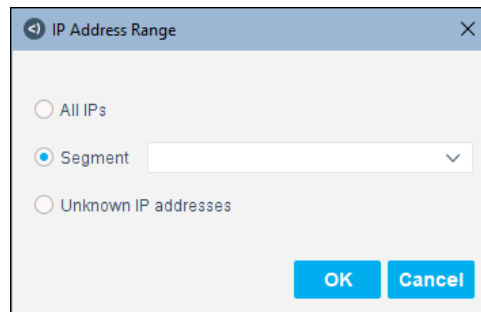 IP Address Range
All IPs
Segment
Unknown IP addresses
OK Cancel